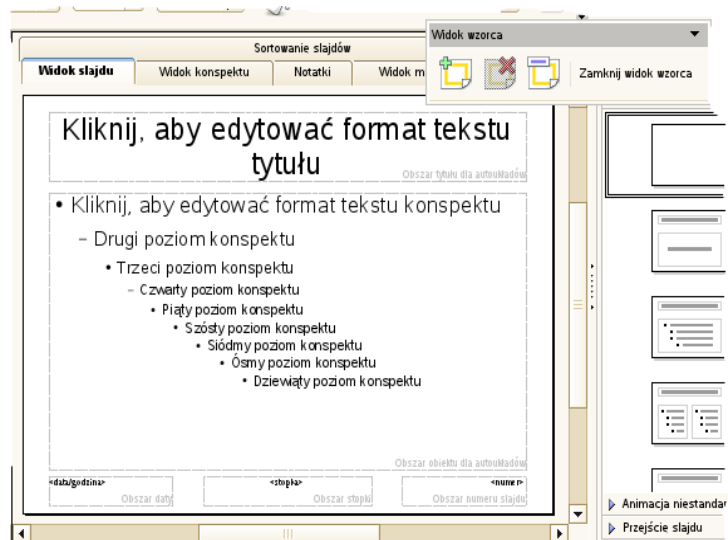 Sortowanie slajdów
Widok slajdu
Widok konspektu
Notatki
Widok m
Widok wzorca
Zamknij widok wzorca
Kliknij, aby edytować format tekstu
tytułu
Obszar tytułu dla autoukładów
• Kliknij, aby edytować format tekstu konspektu
– Drugi poziom konspektu
• Trzeci poziom konspektu
– Czwarty poziom konspektu
• Piąty poziom konspektu
• Szósty poziom konspektu
• Siódmy poziom konspektu
• Ósmy poziom konspektu
• Dziewiąty poziom konspektu
Obszar obiektu dla autoukładów
<data/godzina>
Obszar daty
<stopka>
Obszar stopki
<numer>
Obszar numeru slajdu
Animacja niestandar
Przejście slajdu